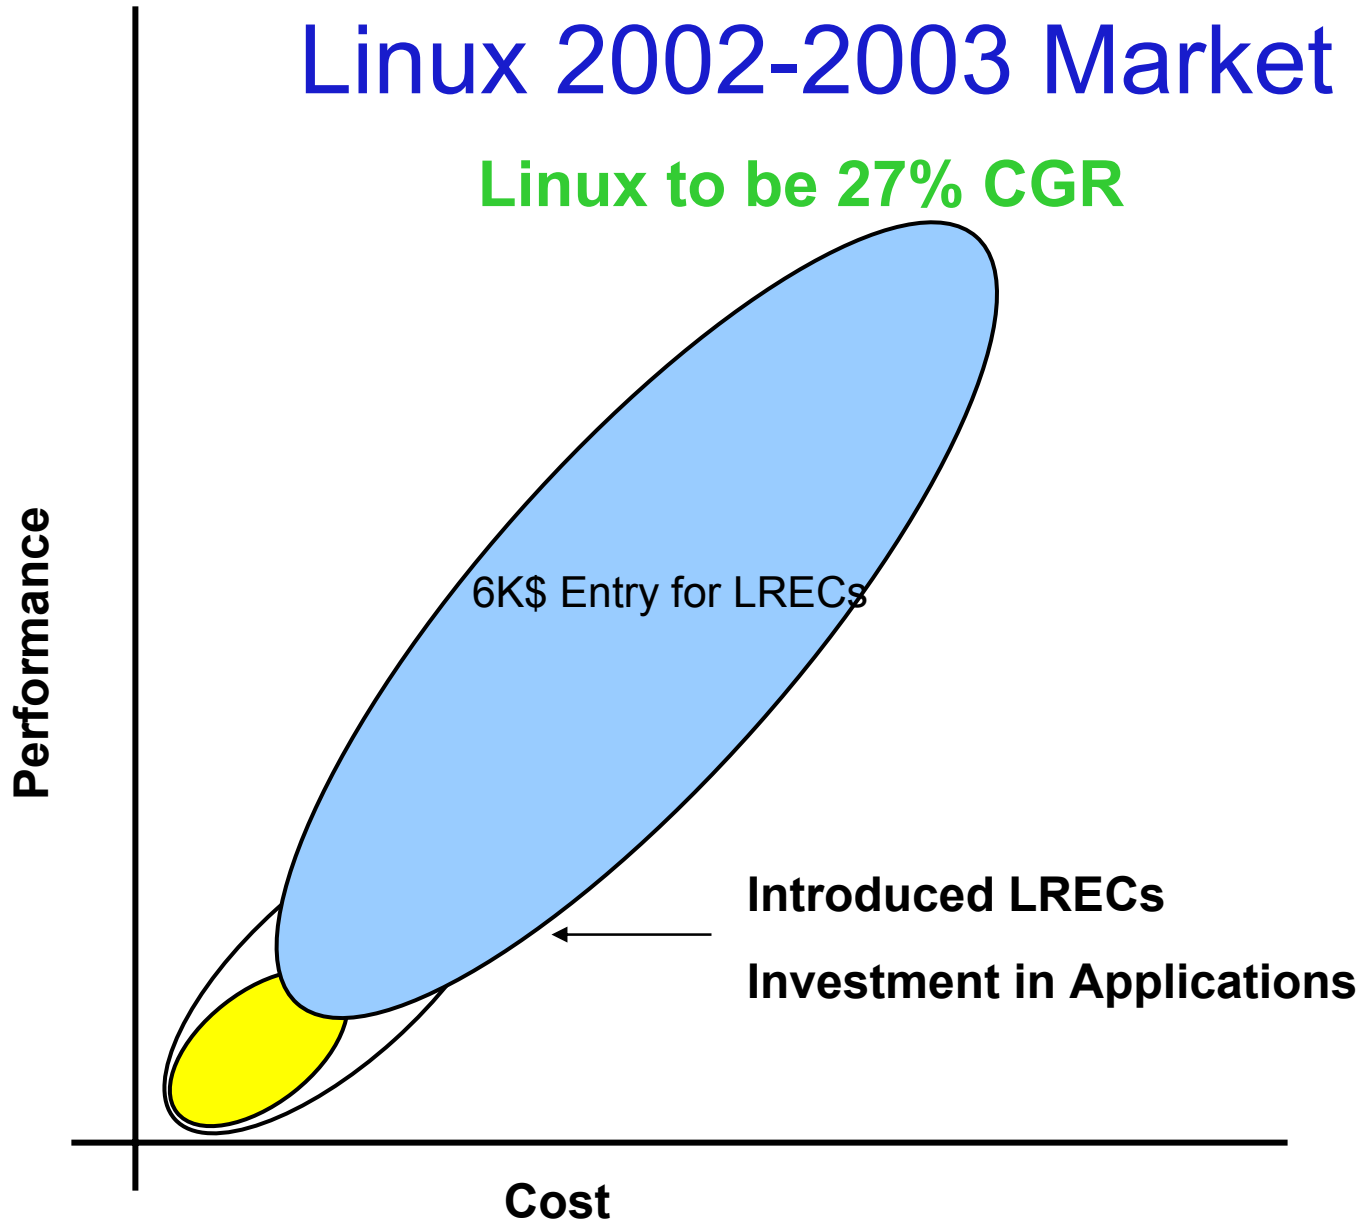 Linux 2002-2003 Market
Linux to be 27% CGR
Performance
6K$ Entry for LRECs
Introduced LRECs
Investment in Applications
Cost